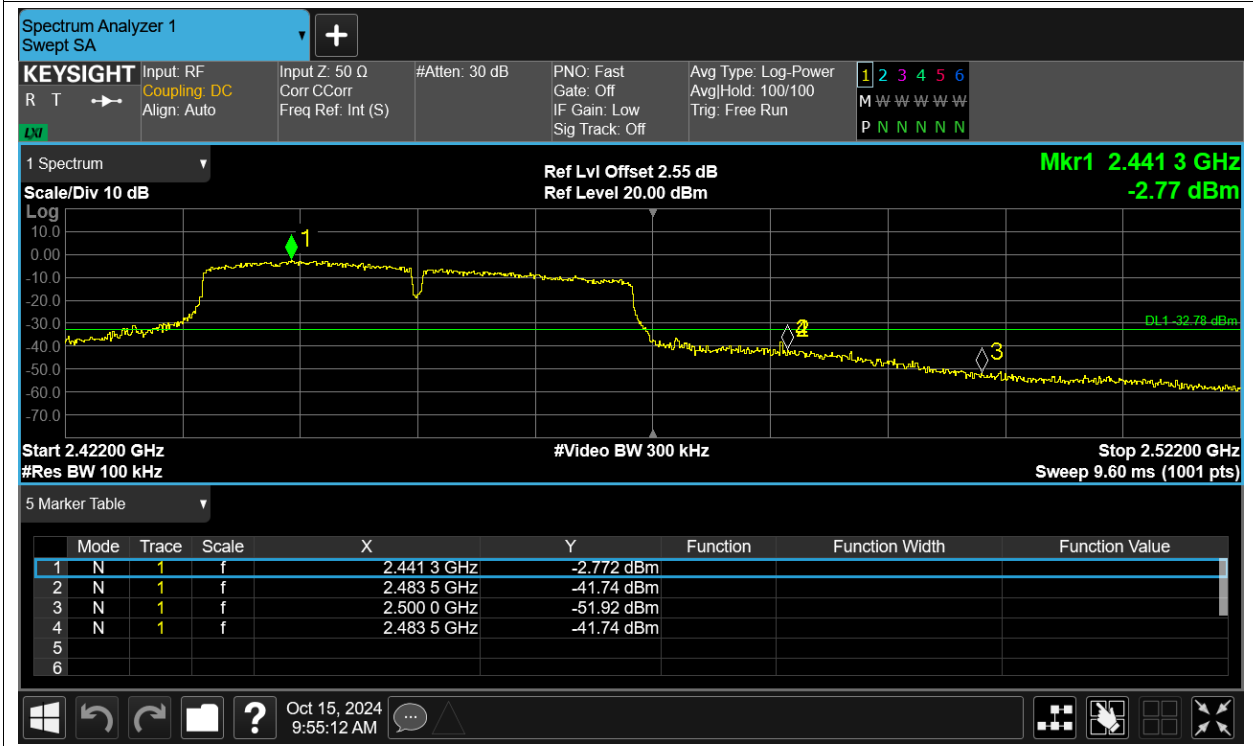 Spectrum Analyzer 1
Swept SA
+
KEYSIGHT
R T
LXI
Input: RF
Coupling: DC
Align: Auto
Input Z: 50 Ω
Corr CCorr
Freq Ref: Int (S)
#Atten: 30 dB
PNO: Fast
Gate: Off
IF Gain: Low
Sig Track: Off
Avg Type: Log-Power
Avg|Hold: 100/100
Trig: Free Run
1 2 3 4 5 6
M W W W W W
P N N N N N
1 Spectrum
Scale/Div 10 dB
Ref Lvl Offset 2.55 dB
Ref Level 20.00 dBm
Mkr1 2.441 3 GHz
-2.77 dBm
Log
10.0
0.00
-10.0
-20.0
-30.0
-40.0
-50.0
-60.0
-70.0
1
3
DL1 -32.78 dBm
Start 2.42200 GHz
#Res BW 100 kHz
#Video BW 300 kHz
Stop 2.52200 GHz
Sweep 9.60 ms (1001 pts)
5 Marker Table
Mode Trace Scale X Y Function Function Width Function Value
1 N 1 f 2.441 3 GHz -2.772 dBm
2 N 1 f 2.483 5 GHz -41.74 dBm
3 N 1 f 2.500 0 GHz -51.92 dBm
4 N 1 f 2.483 5 GHz -41.74 dBm
5
6
?
Oct 15, 2024
9:55:12 AM